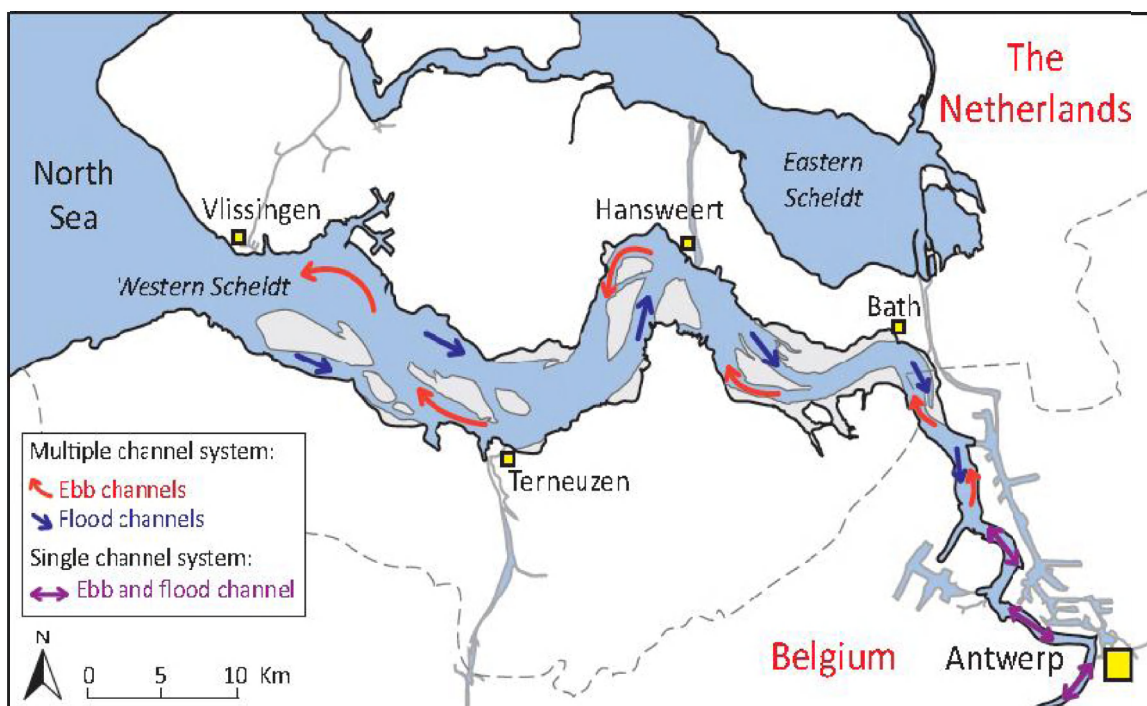 The
Netherlands
North
Sea
Eastern
Scheldt
Vlissingen
Hansweert
Western Scheldt
Bath
Multiple channel system:
Ebb channels
Flood channels
Single channel system:
Ebb and flood channel
Terneuzen
N
0 5 10 Km
Belgium
Antwerp